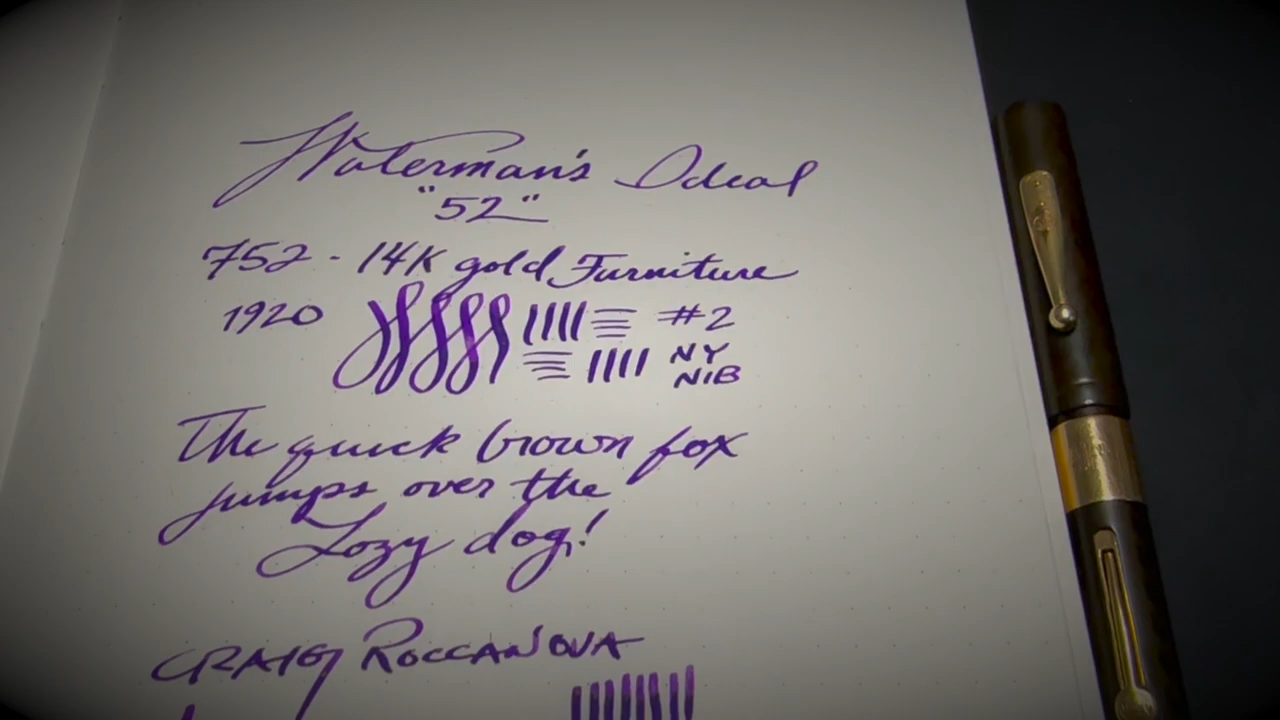 Waterman's Ideal
"52"
752 - 14K gold Furniture
1920
#2
NY
NIB
The quick brown fox
jumps over the
Lazy dog!
CRAIG ROCCANOVA